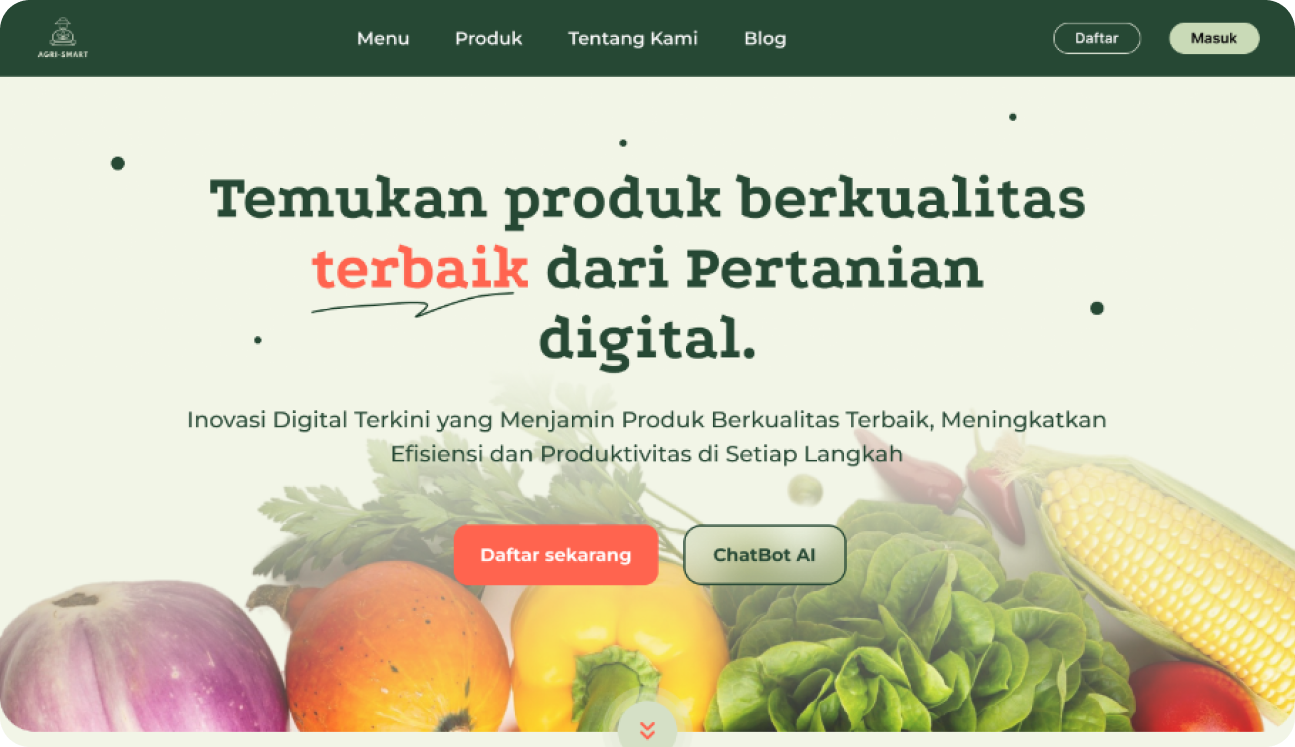 AGRI-SMART
Menu Produk Tentang Kami Blog
Daftar Masuk
Temukan produk berkualitas
terbaik dari Pertanian
digital.
Inovasi Digital Terkini yang Menjamin Produk Berkualitas Terbaik, Meningkatkan
Efisiensi dan Produktivitas di Setiap Langkah
Daftar sekarang ChatBot AI